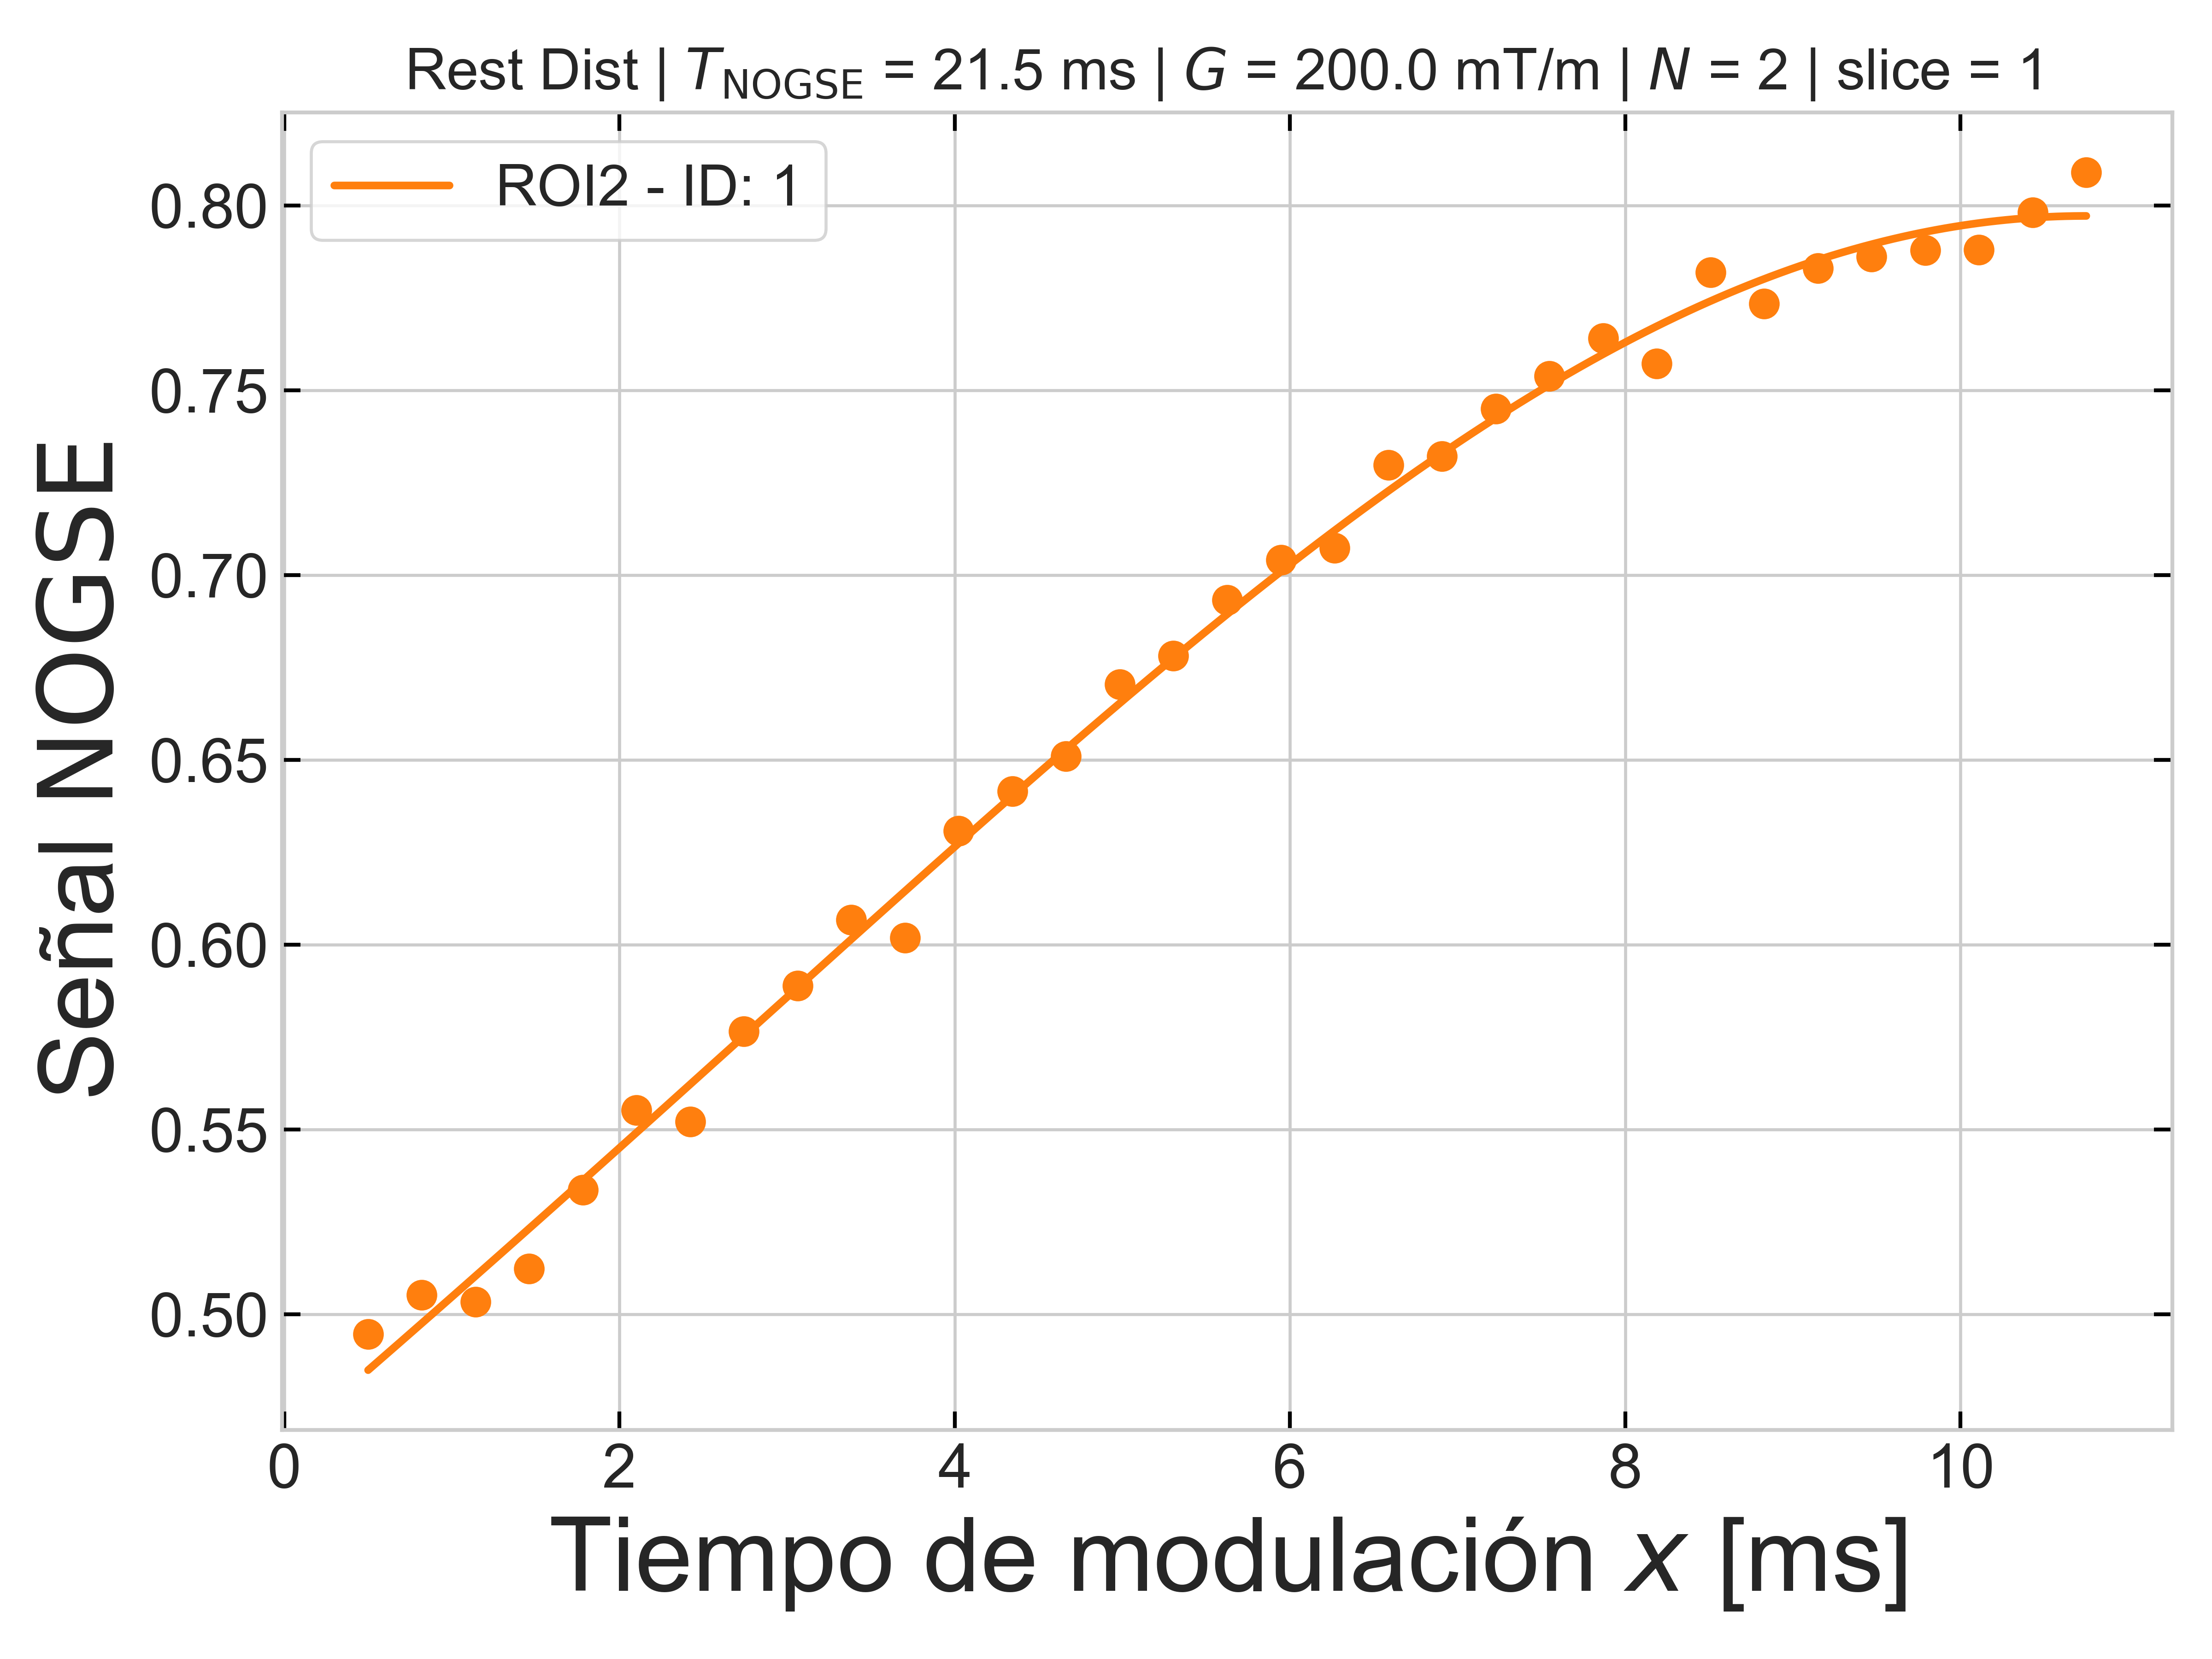 Rest Dist | T_NOGSE = 21.5 ms | G = 200.0 mT/m | N = 2 | slice = 1
ROI2 - ID: 1
Señal NOGSE
0.80
0.75
0.70
0.65
0.60
0.55
0.50
0 2 4 6 8 10
Tiempo de modulación x [ms]